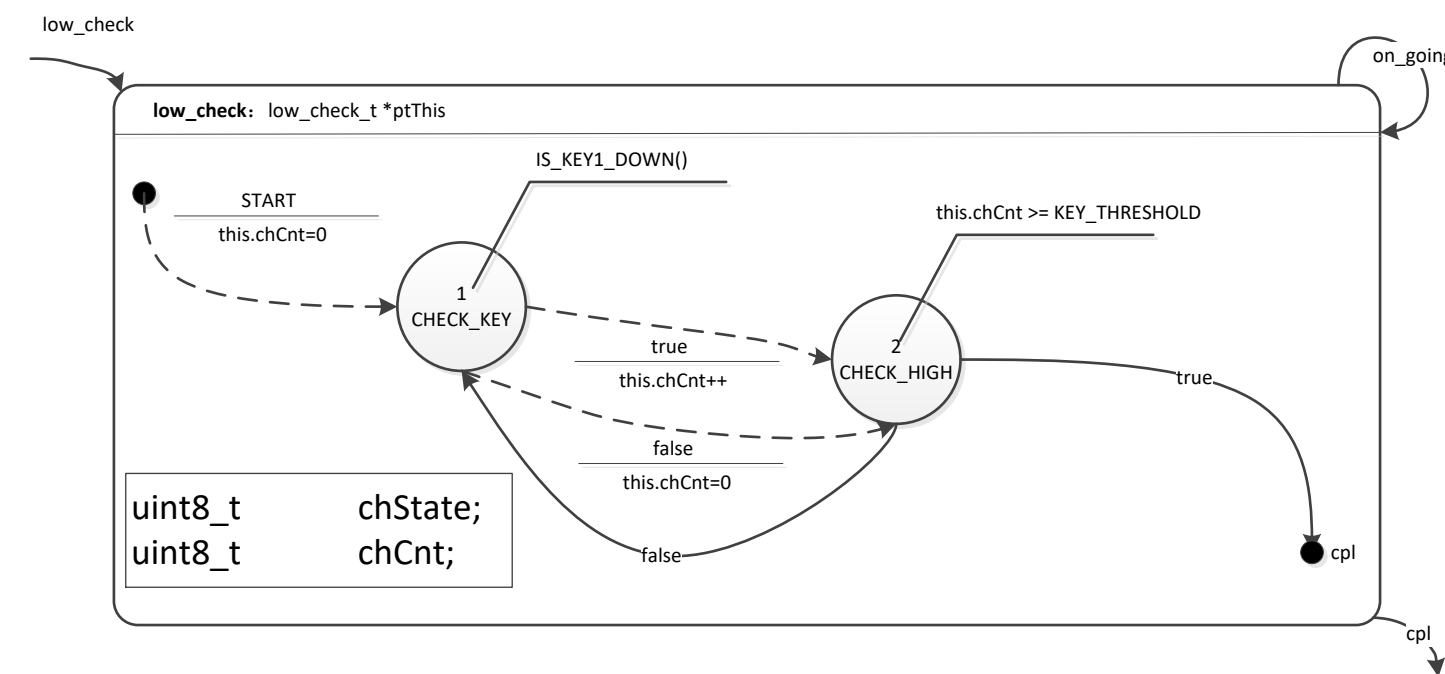 low_check
on_going
low_check：low_check_t *ptThis
IS_KEY1_DOWN()
START
this.chCnt=0
this.chCnt >= KEY_THRESHOLD
1
CHECK_KEY
true
this.chCnt++
2
CHECK_HIGH
true
false
this.chCnt=0
uint8_t chState;
uint8_t chCnt;
false
cpl
cpl